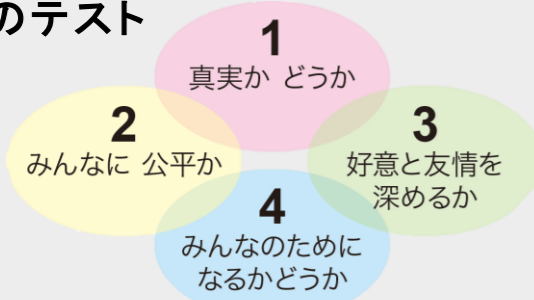 のテスト
1
真実か どうか
2
みんなに 公平か
3
好意と友情を
深めるか
4
みんなのために
なるかどうか